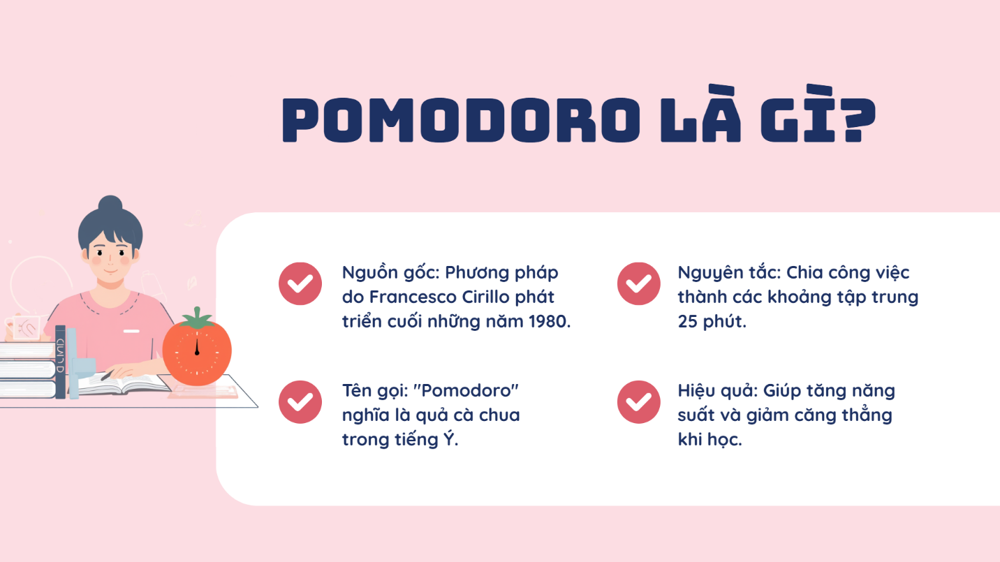 POMODORO LÀ GÌ?
Nguồn gốc: Phương pháp
do Francesco Cirillo phát
triển cuối những năm 1980.
Tên gọi: "Pomodoro"
nghĩa là quả cà chua
trong tiếng Ý.
Nguyên tắc: Chia công việc
thành các khoảng tập trung
25 phút.
Hiệu quả: Giúp tăng năng
suất và giảm căng thẳng
khi học.